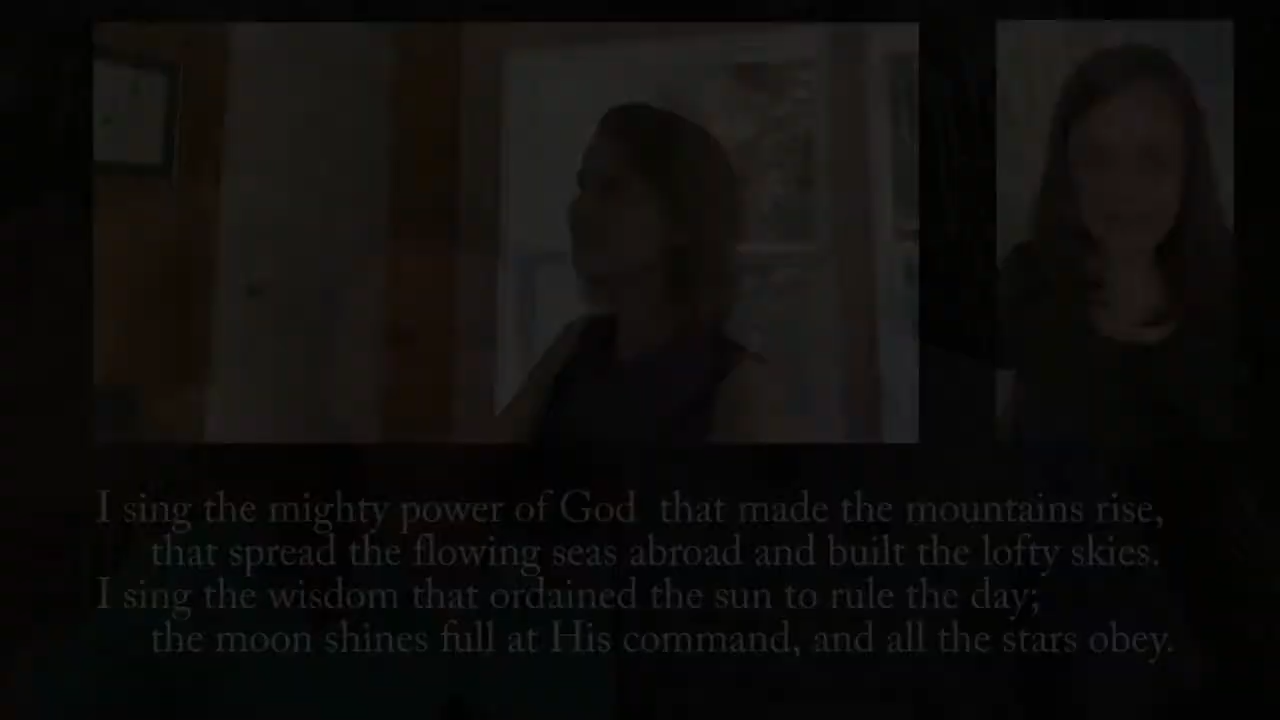 I sing the mighty power of God that made the mountains rise,
that spread the flowing seas abroad and built the lofty skies.
I sing the wisdom that ordained the sun to rule the day;
the moon shines full at His command, and all the stars obey.